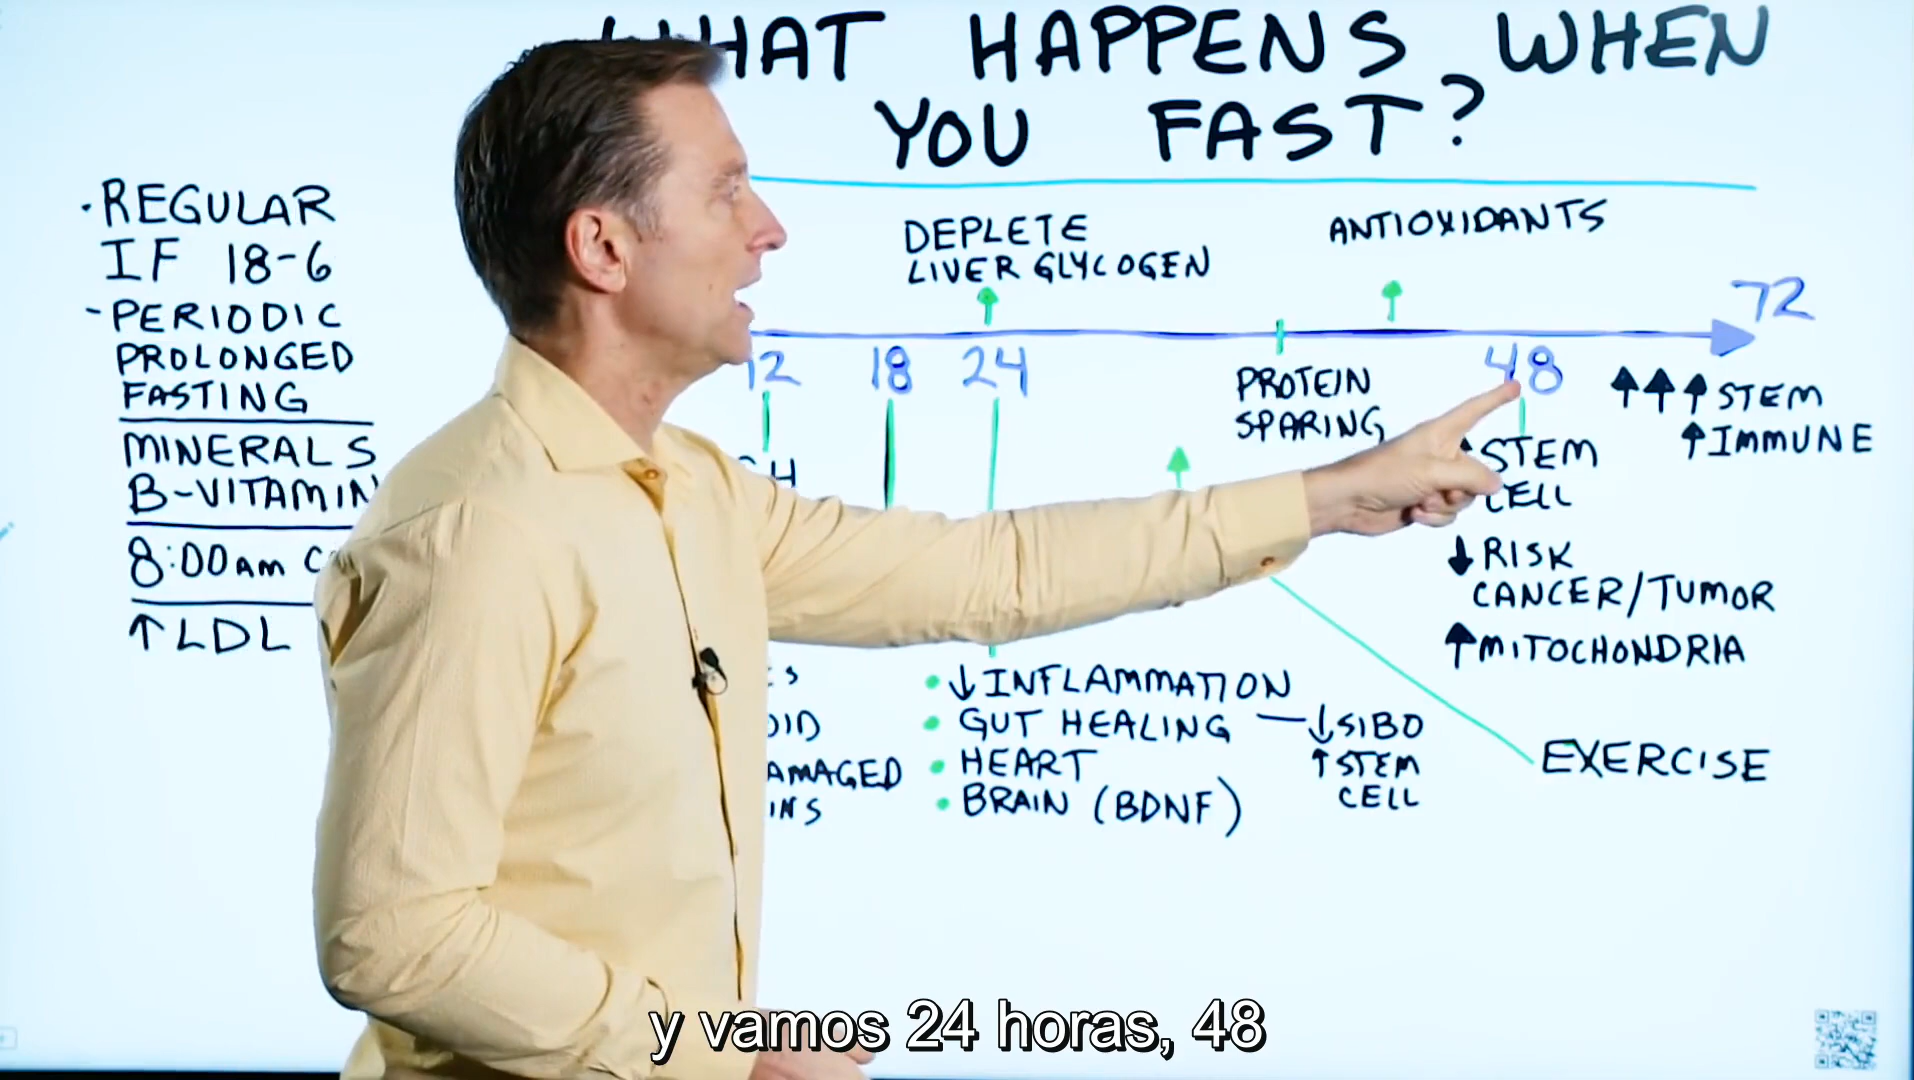 WHAT HAPPENS WHEN
YOU FAST?
· REGULAR
IF 18-6
- PERIODIC
PROLONGED
FASTING
MINERALS
B-VITAMIN
8:00AM
↑LDL
DEPLETE
LIVER GLYCOGEN
ANTIOXIDANTS
72
12 18 24 48
PROTEIN
SPARING
↑↑↑ STEM
↑IMMUNE
STEM
CELL
↓RISK
CANCER/TUMOR
↑MITOCHONDRIA
EXERCISE
• ↓INFLAMMATION
• GUT HEALING — ↓SIBO
↑STEM
CELL
• HEART
• BRAIN (BDNF)
y vamos 24 horas, 48